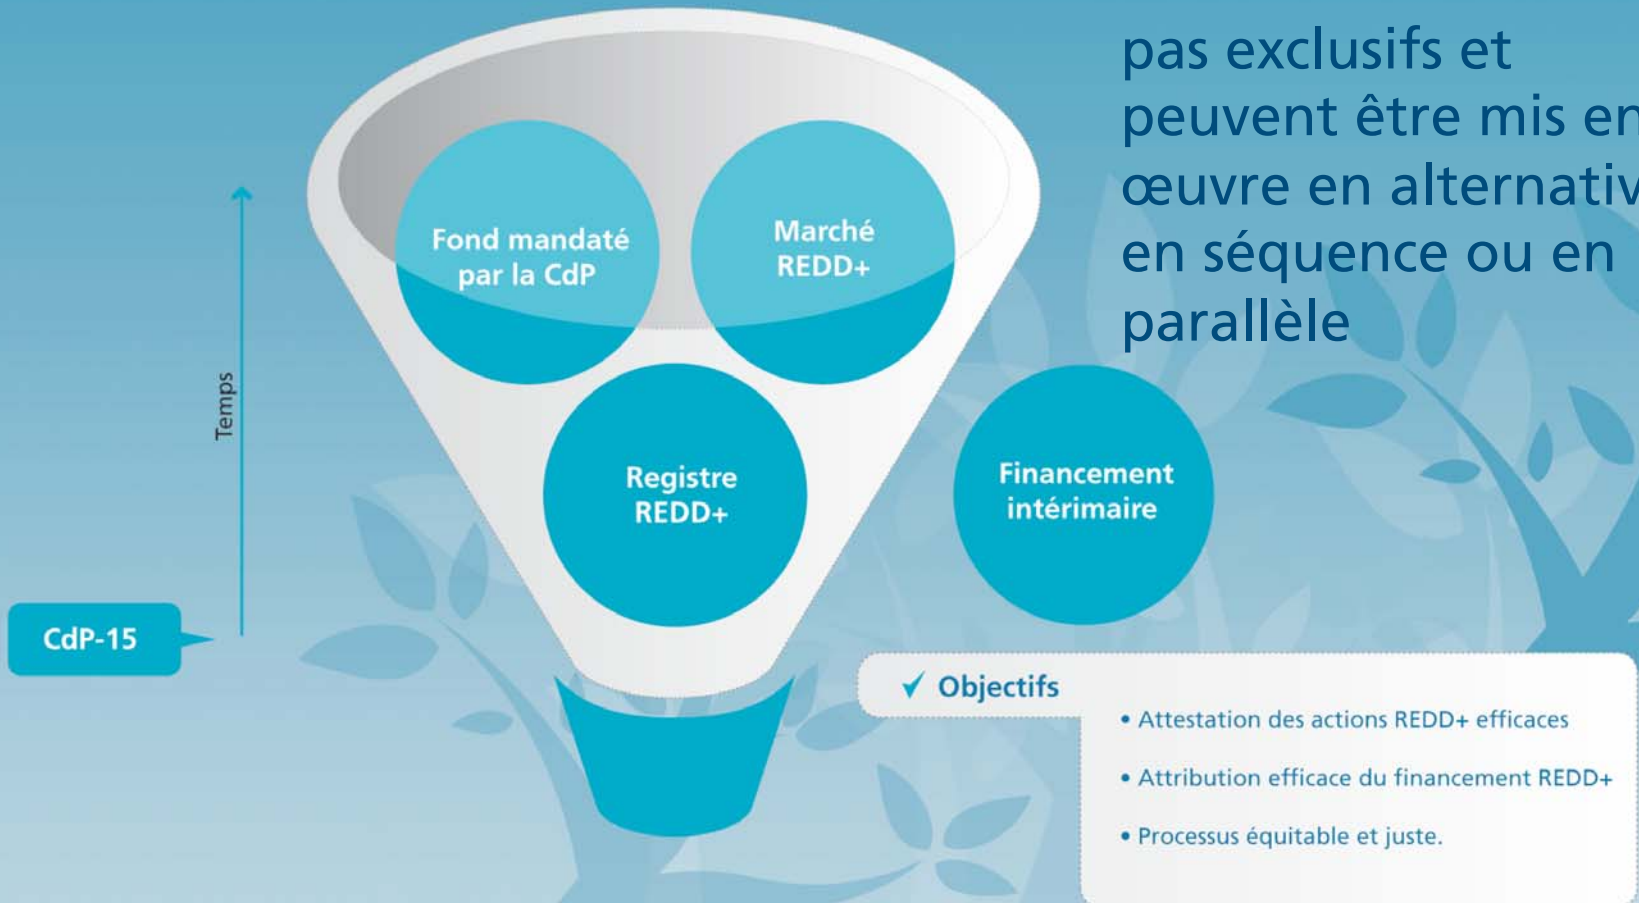 pas exclusifs et
peuvent être mis en
œuvre en alternativ
en séquence ou en
parallèle
Fond mandaté
par la CdP
Marché
REDD+
Temps
Registre
REDD+
Financement
intérimaire
CdP-15
✓ Objectifs
• Attestation des actions REDD+ efficaces
• Attribution efficace du financement REDD+
• Processus équitable et juste.